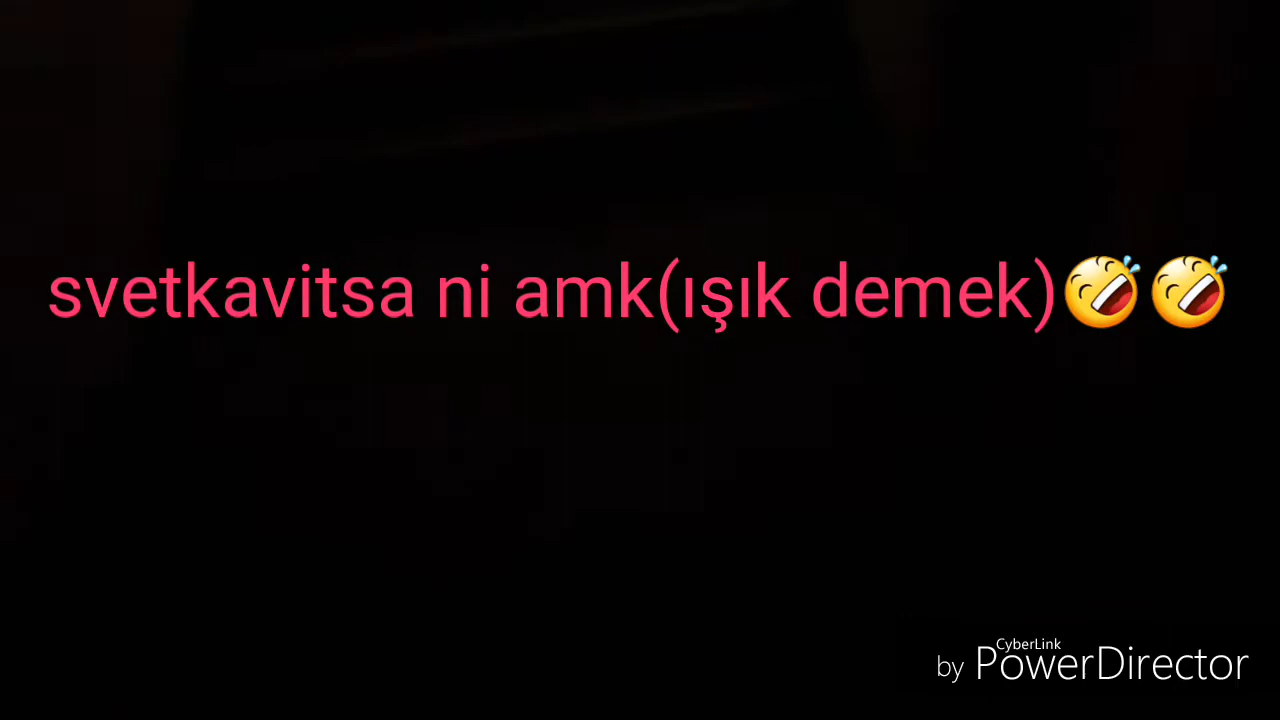 svetkavitsa ni amk(ışık demek)🤣🤣
CyberLink
by PowerDirector